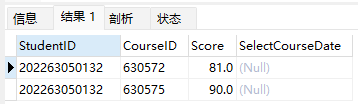 信息 结果 1 剖析 状态
StudentID CourseID Score SelectCourseDate
202263050132 630572 81.0 (Null)
202263050132 630575 90.0 (Null)